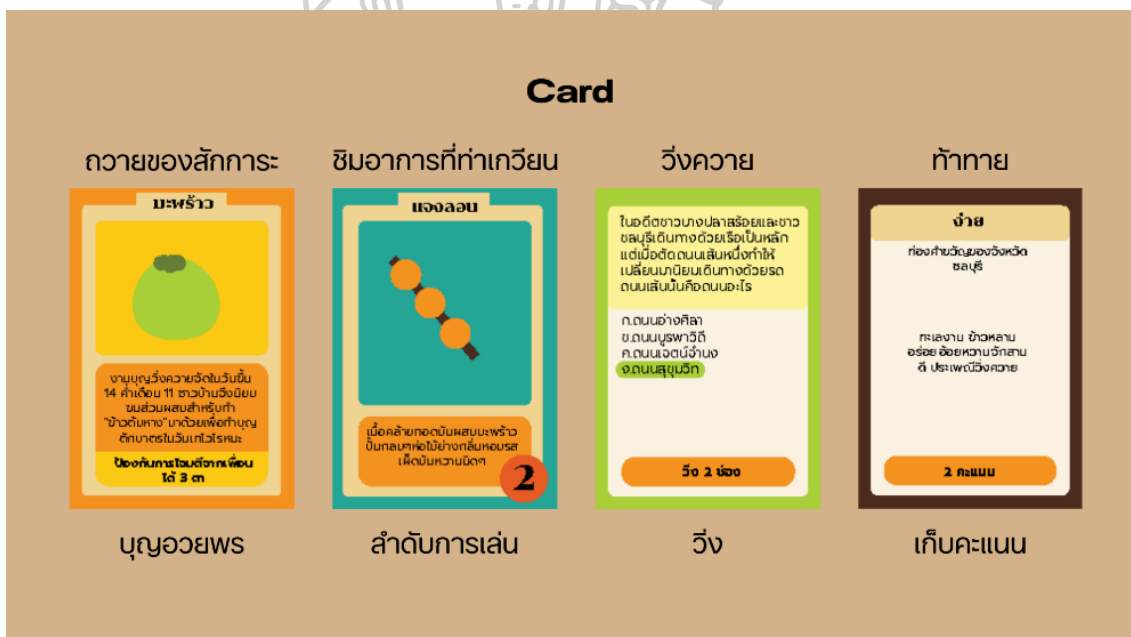 Card
ถวายของสักการะ
ชิมอาการที่ท่าเกวียน
วิ่งควาย
ท้าทาย
มะพร้าว
งานบุญวิ่งควายจัดในวันขึ้น
14 ค่ำเดือน 11 ชาวบ้านจึงนิยม
ขนส่วนผสมสำหรับทำ
"ข้าวต้มหาง"มาด้วยเพื่อทำบุญ
ตักบาตรในวันเทโวโรหนะ
ป้องกันการโจมตีจากเพื่อน
ได้ 3 ตา
บุญอวยพร
แจงลอน
เนื้อคล้ายทอดมันผสมมะพร้าว
ปั้นกลมๆห่อไม้ย่างกลิ่นหอมรส
เผ็ดมันหวานนิดๆ
2
ลำดับการเล่น
ในอดีตชาวบางปลาสร้อยและชาว
ชลบุรีเดินทางด้วยเรือเป็นหลัก
แต่เมื่อตัดถนนเส้นหนึ่งทำให้
เปลี่ยนมานิยมเดินทางด้วยรถ
ถนนเส้นนั้นคือถนนอะไร
ก.ถนนอ่างศิลา
ข.ถนนบูรพาวิถี
ค.ถนนเจตน์จำนง
ง.ถนนสุขุมวิท
วิ่ง 2 ช่อง
วิ่ง
ง่าย
ท่องคำขวัญของจังหวัด
ชลบุรี
ทะเลงาม ข้าวหลาม
อร่อย อ้อยหวานจักสาน
ดี ประเพณีวิ่งควาย
2 คะแนน
เก็บคะแนน